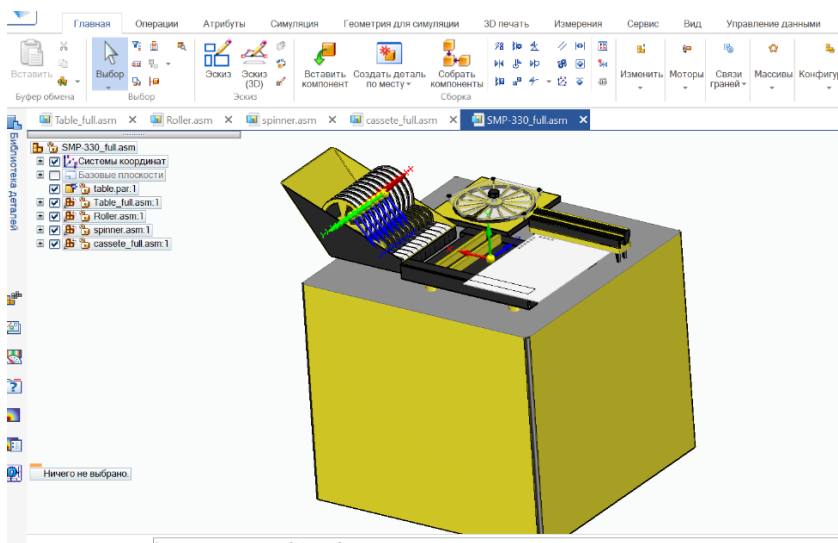 Главная Операции Атрибуты Симуляция Геометрия для симуляции 3D печать Измерения Сервис Вид Управление данными
Вставить Выбор Эскиз Эскиз (3D) Вставить компонент Создать деталь по месту Собрать компоненты Изменить Моторы Связи граней Массивы Конфигу
Буфер обмена Выбор Эскиз Сборка
Table_full.asm Roller.asm spinner.asm cassete_full.asm SMP-330_full.asm
Библиотека деталей
SMP-330_full.asm
Системы координат
Базовые плоскости
table.par:1
Table_full.asm:1
Roller.asm:1
spinner.asm:1
cassete_full.asm:1
Ничего не выбрано.